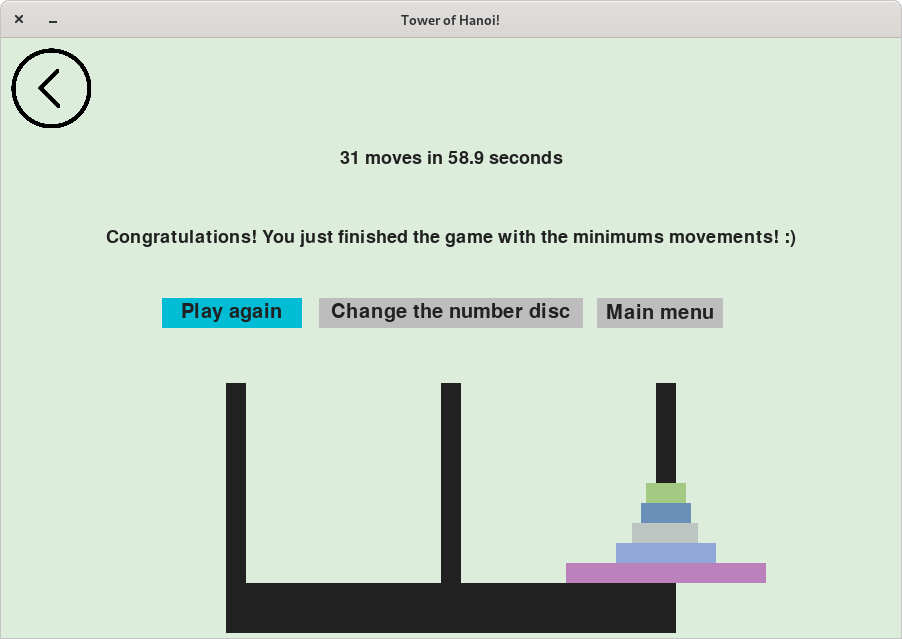 Tower of Hanoi!
31 moves in 58.9 seconds
Congratulations! You just finished the game with the minimums movements! :)
Play again
Change the number disc
Main menu